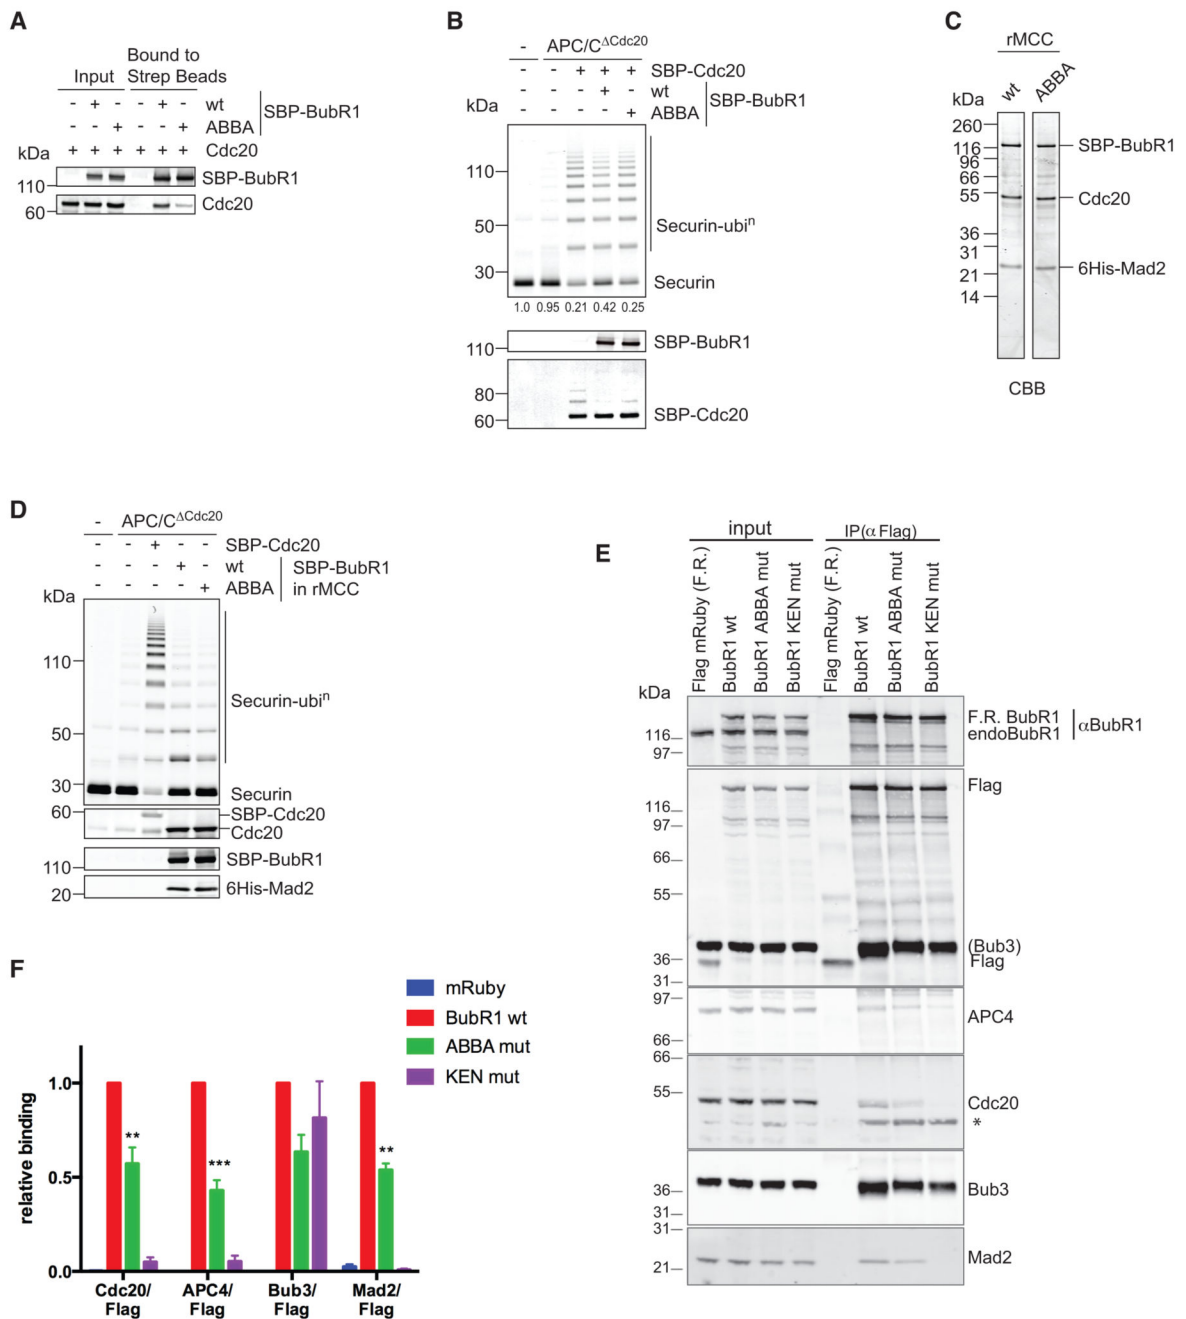 A
Bound to
Input Strep Beads
- + - - + - wt
- - + - - + ABBA
SBP-BubR1
kDa + + + + + + Cdc20
110 SBP-BubR1
60 Cdc20
B
- APC/CΔCdc20
- - + + + SBP-Cdc20
- - - + - wt
- - - - + ABBA
SBP-BubR1
kDa
110
50
30
Securin-ubiⁿ
Securin
1.0 0.95 0.21 0.42 0.25
110 SBP-BubR1
80
60 SBP-Cdc20
C
rMCC
wt ABBA
kDa
260
116 SBP-BubR1
96
66
55 Cdc20
36
31
21 6His-Mad2
14
CBB
D
- APC/CΔCdc20
- - + - - SBP-Cdc20
- - - + - wt
- - - - + ABBA
SBP-BubR1
in rMCC
kDa
110
50
30
Securin-ubiⁿ
Securin
60 SBP-Cdc20
Cdc20
110 SBP-BubR1
20 6His-Mad2
E
input IP(α Flag)
Flag mRuby (F.R.)
BubR1 wt
BubR1 ABBA mut
BubR1 KEN mut
Flag mRuby (F.R.)
BubR1 wt
BubR1 ABBA mut
BubR1 KEN mut
kDa
F.R. BubR1
116 endoBubR1 αBubR1
97
Flag
116
97
66
55
(Bub3)
36 Flag
31
97
APC4
66
66
55
Cdc20
*
36 Bub3
31
31
21 Mad2
F
mRuby
BubR1 wt
ABBA mut
KEN mut
relative binding
1.0
0.5
0.0
** *** **
Cdc20/ APC4/ Bub3/ Mad2/
Flag Flag Flag Flag